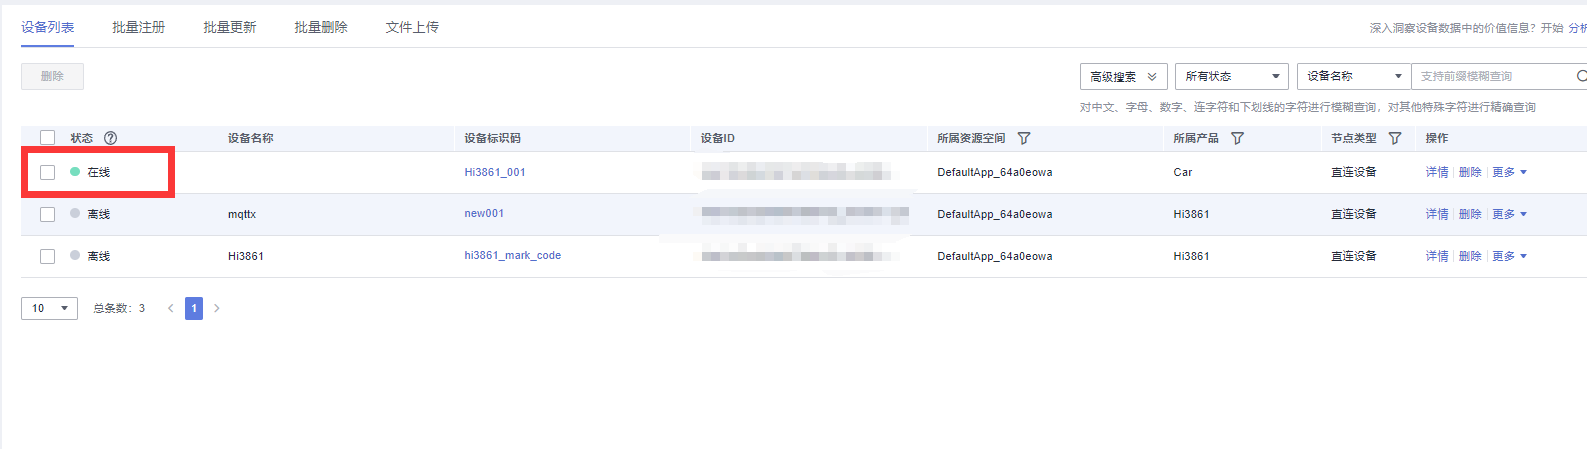 设备列表 批量注册 批量更新 批量删除 文件上传 深入洞察设备数据中的价值信息？开始 分析
删除 高级搜索 所有状态 设备名称 支持前缀模糊查询
对中文、字母、数字、连字符和下划线的字符进行模糊查询，对其他特殊字符进行精确查询
状态 设备名称 设备标识码 设备ID 所属资源空间 所属产品 节点类型 操作
在线 Hi3861_001 DefaultApp_64a0eowa Car 直连设备 详情 删除 更多
离线 mqttx new001 DefaultApp_64a0eowa Hi3861 直连设备 详情 删除 更多
离线 Hi3861 hi3861_mark_code DefaultApp_64a0eowa Hi3861 直连设备 详情 删除 更多
10 总条数：3 < 1 >